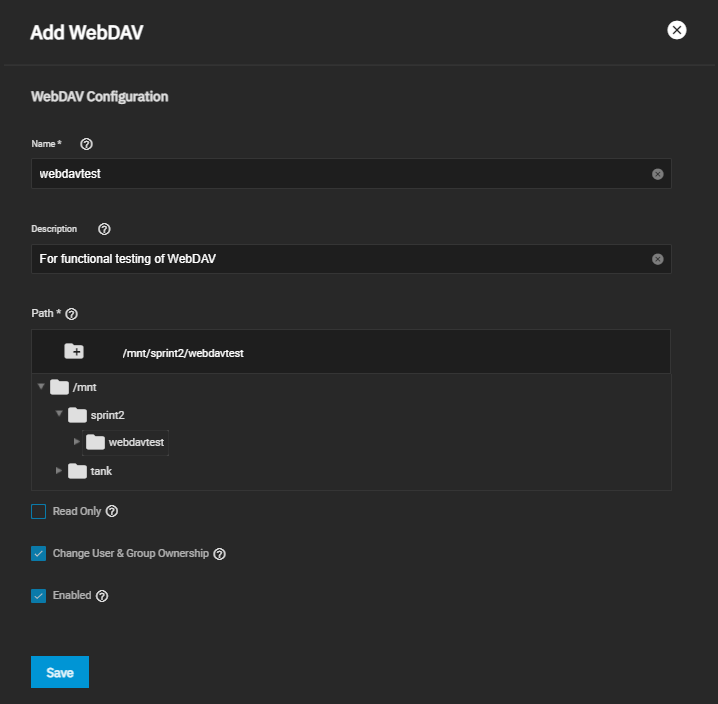 Add WebDAV
WebDAV Configuration
Name *
webdavtest
Description
For functional testing of WebDAV
Path *
/mnt/sprint2/webdavtest
/mnt
sprint2
webdavtest
tank
Read Only
Change User & Group Ownership
Enabled
Save